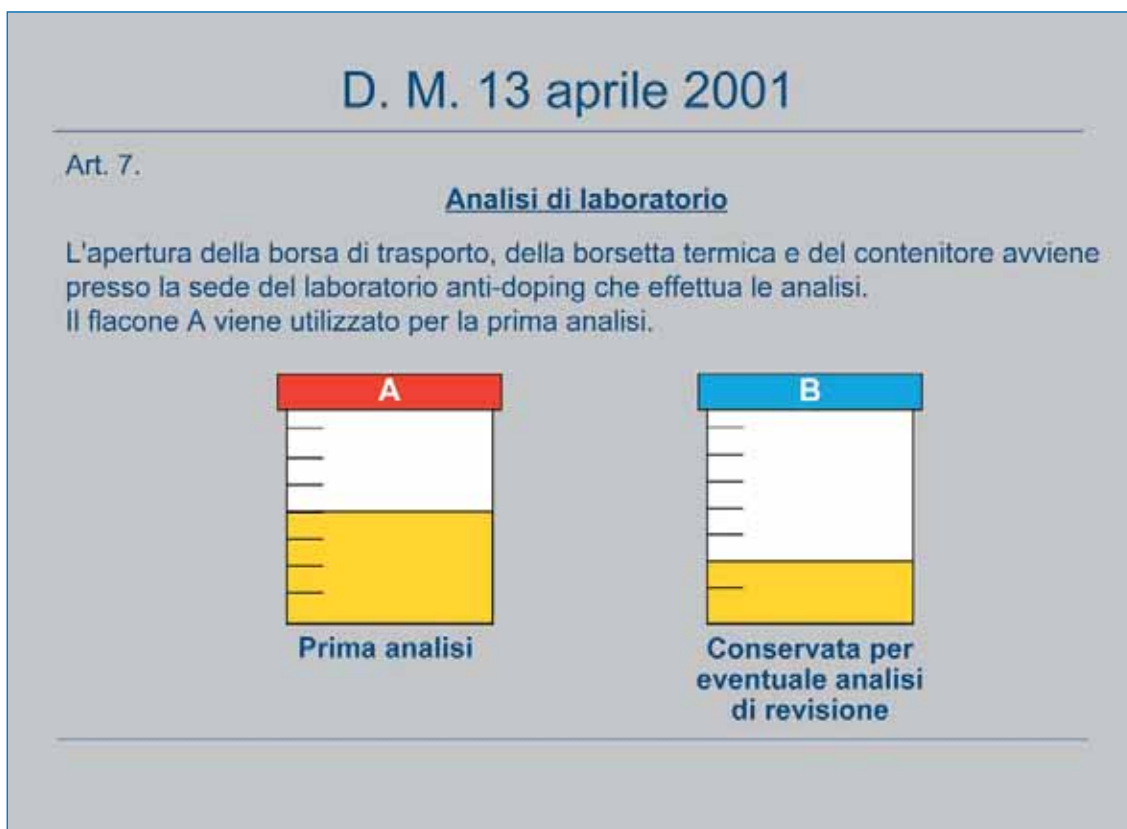 D. M. 13 aprile 2001
Art. 7.
Analisi di laboratorio
L'apertura della borsa di trasporto, della borsetta termica e del contenitore avviene
presso la sede del laboratorio anti-doping che effettua le analisi.
Il flacone A viene utilizzato per la prima analisi.
A
B
Prima analisi
Conservata per
eventuale analisi
di revisione